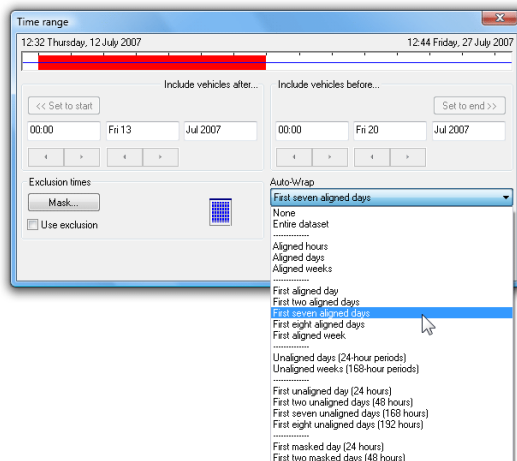 Time range
12:32 Thursday, 12 July 2007 12:44 Friday, 27 July 2007
Include vehicles after...
<< Set to start
00:00 Fri 13 Jul 2007
Include vehicles before...
Set to end >>
00:00 Fri 20 Jul 2007
Exclusion times
Mask...
Use exclusion
Auto-Wrap
First seven aligned days
None
Entire dataset
--------------
Aligned hours
Aligned days
Aligned weeks
--------------
First aligned day
First two aligned days
First seven aligned days
First eight aligned days
First aligned week
--------------
Unaligned days (24-hour periods)
Unaligned weeks (168-hour periods)
--------------
First unaligned day (24 hours)
First two unaligned days (48 hours)
First seven unaligned days (168 hours)
First eight unaligned days (192 hours)
--------------
First masked day (24 hours)
First two masked days (48 hours)